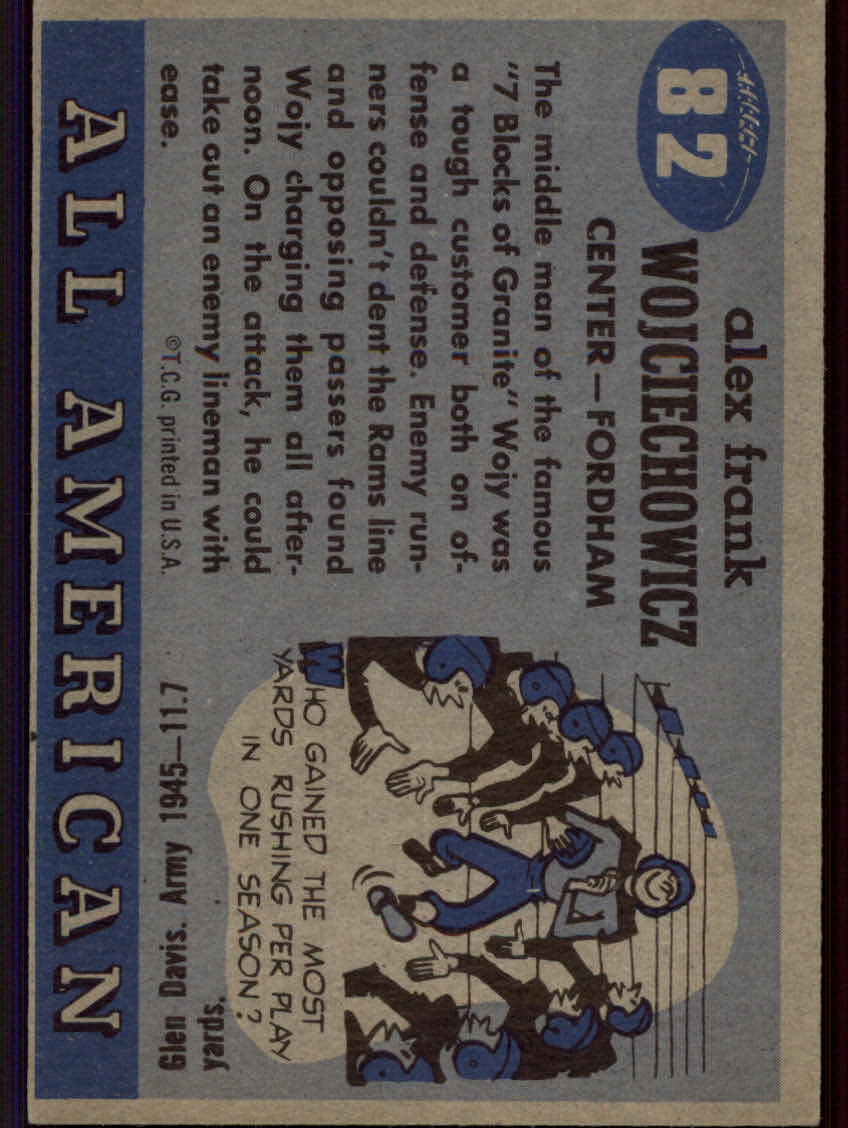 82
alex frank
WOJCIECHOWICZ
CENTER—FORDHAM
The middle man of the famous
"7 Blocks of Granite" Wojy was
a tough customer both on of-
fense and defense. Enemy run-
ners couldn't dent the Rams line
and opposing passers found
Wojy charging them all after-
noon. On the attack, he could
take out an enemy lineman with
ease.
©T.C.G. printed in U.S.A.
WHO GAINED THE MOST
YARDS RUSHING PER PLAY
IN ONE SEASON?
Glen Davis. Army 1945—11.7
yards.
ALL AMERICAN